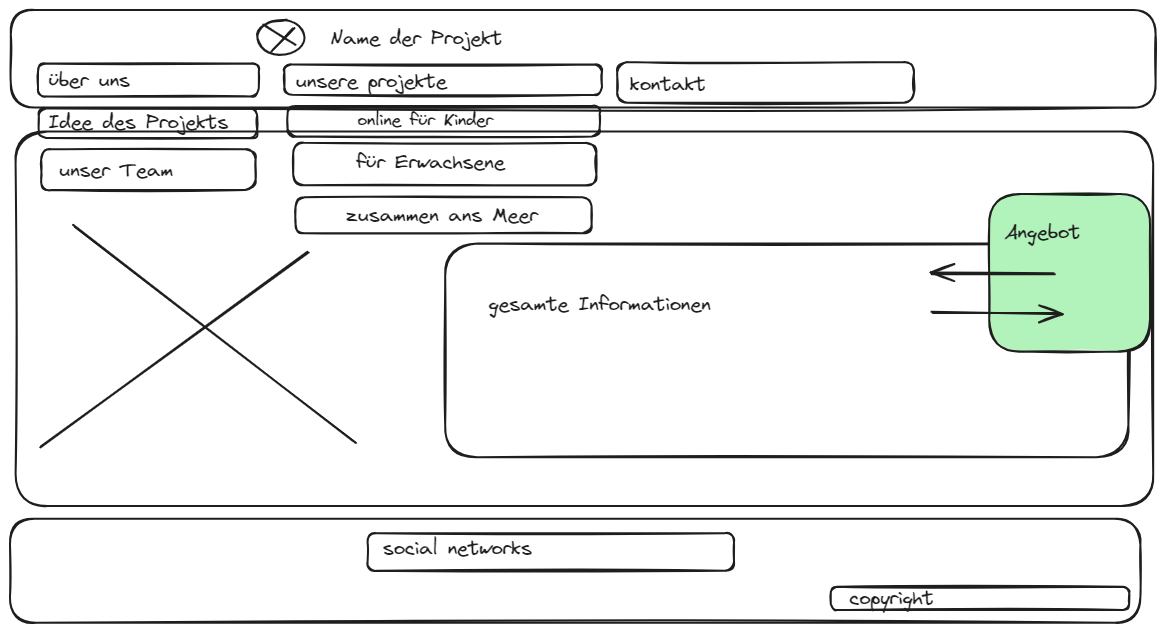 Name der Projekt
über uns
unsere projekte
kontakt
Idee des Projekts
online für Kinder
unser Team
für Erwachsene
zusammen ans Meer
Angebot
gesamte Informationen
social networks
copyright